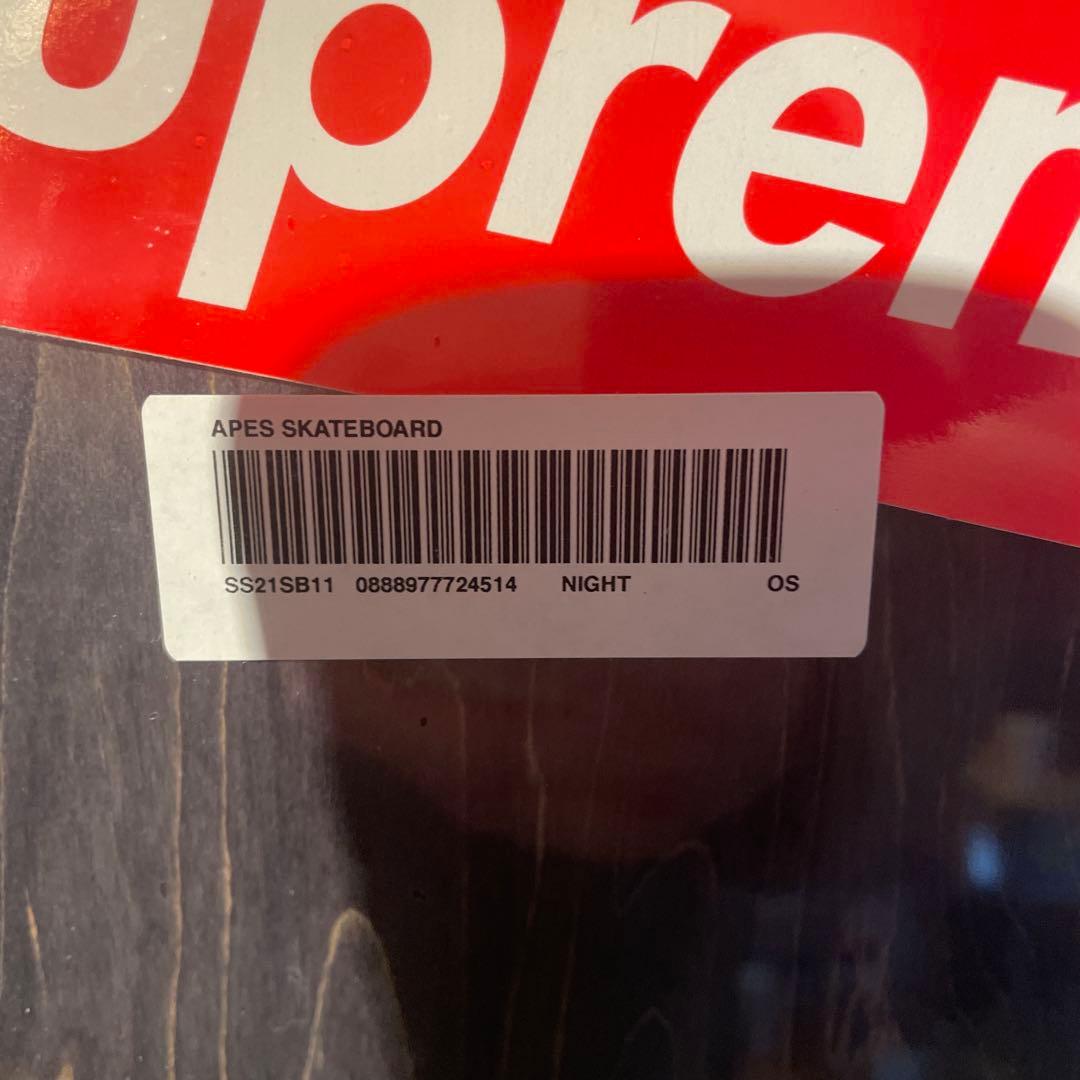 upren
APES SKATEBOARD
SS21SB11 0888977724514 NIGHT OS